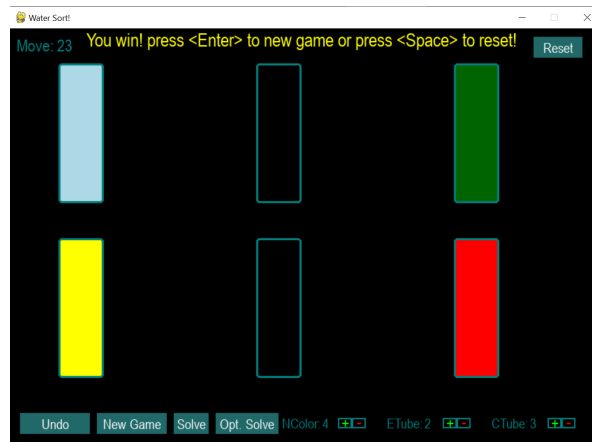 Water Sort!
Move: 23 You win! press <Enter> to new game or press <Space> to reset! Reset
Undo New Game Solve Opt. Solve NColor: 4 + - ETube: 2 + - CTube: 3 + -